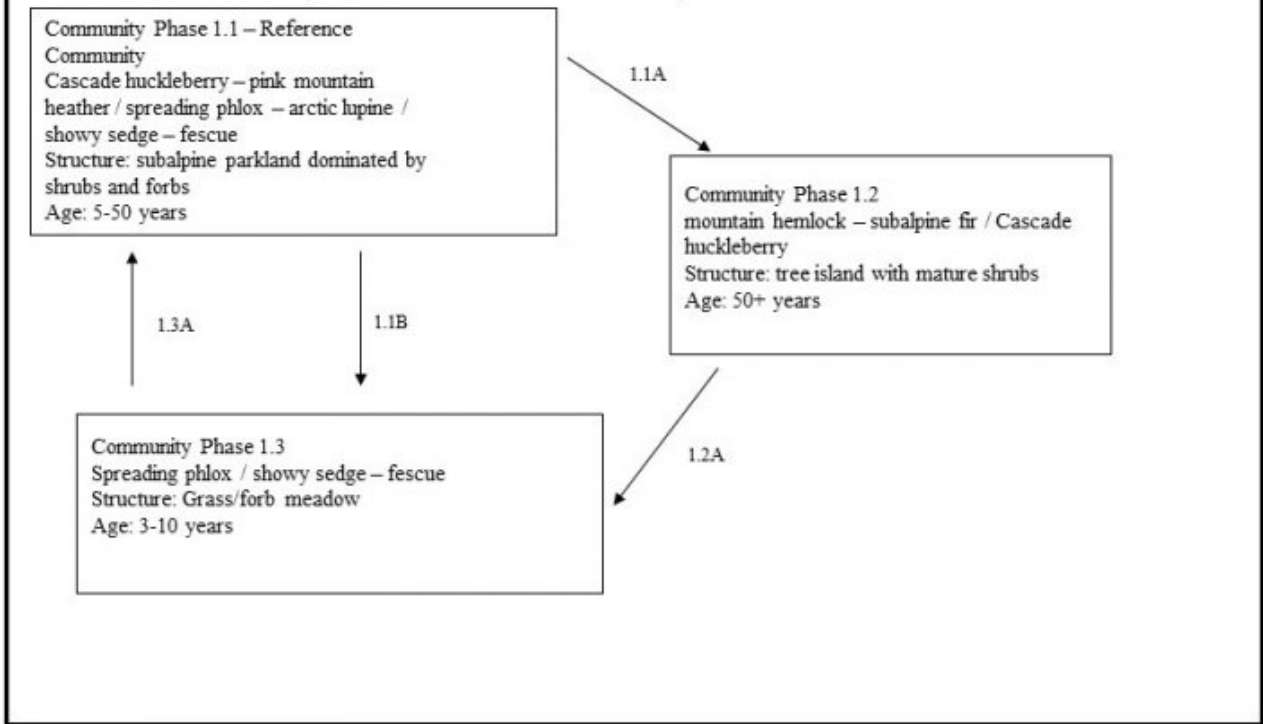 Community Phase 1.1 – Reference
Community
Cascade huckleberry – pink mountain
heather / spreading phlox – arctic lupine /
showy sedge – fescue
Structure: subalpine parkland dominated by
shrubs and forbs
Age: 5-50 years
1.1A
Community Phase 1.2
mountain hemlock – subalpine fir / Cascade
huckleberry
Structure: tree island with mature shrubs
Age: 50+ years
1.3A
1.1B
Community Phase 1.3
Spreading phlox / showy sedge – fescue
Structure: Grass/forb meadow
Age: 3-10 years
1.2A